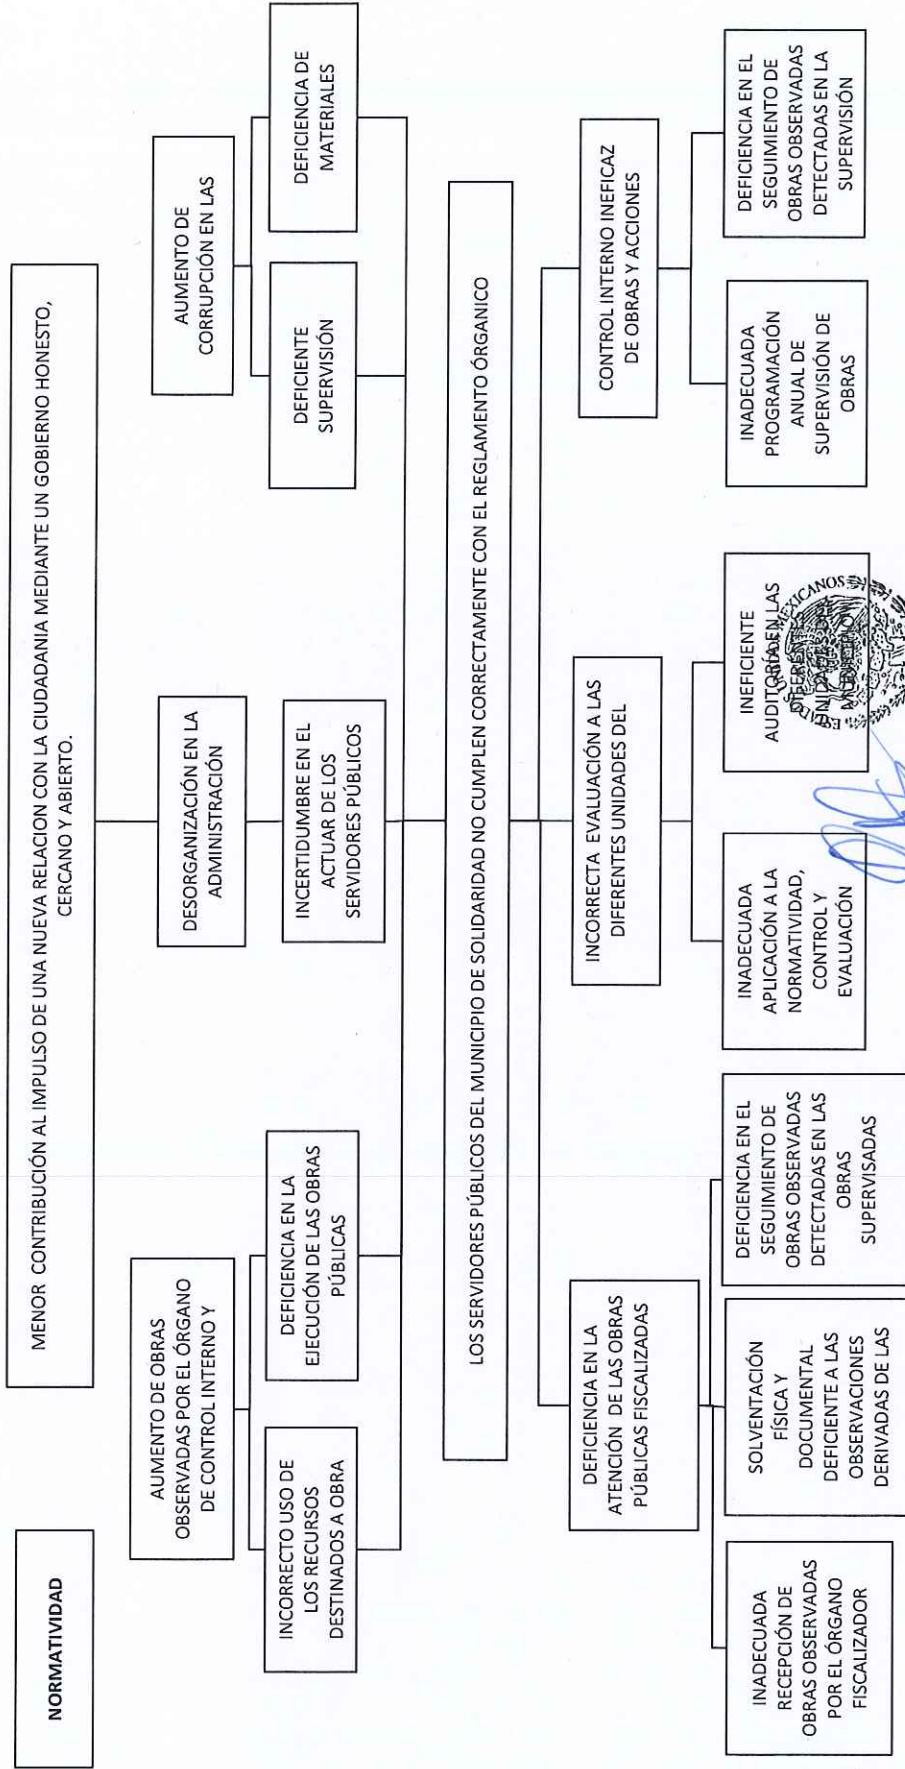 NORMATIVIDAD
MENOR CONTRIBUCIÓN AL IMPULSO DE UNA NUEVA RELACION CON LA CIUDADANIA MEDIANTE UN GOBIERNO HONESTO,
CERCANO Y ABIERTO.
AUMENTO DE OBRAS
OBSERVADAS POR EL ÓRGANO
DE CONTROL INTERNO Y
DESORGANIZACIÓN EN LA
ADMINISTRACIÓN
AUMENTO DE
CORRUPCIÓN EN LAS
INCORRECTO USO DE
LOS RECURSOS
DESTINADOS A OBRA
DEFICIENCIA EN LA
EJECUCIÓN DE LAS OBRAS
PÚBLICAS
INCERTIDUMBRE EN EL
ACTUAR DE LOS
SERVIDORES PÚBLICOS
DEFICIENTE
SUPERVISIÓN
DEFICIENCIA DE
MATERIALES
LOS SERVIDORES PÚBLICOS DEL MUNICIPIO DE SOLIDARIDAD NO CUMPLEN CORRECTAMENTE CON EL REGLAMENTO ÓRGANICO
DEFICIENCIA EN LA
ATENCIÓN DE LAS OBRAS
PÚBLICAS FISCALIZADAS
INCORRECTA EVALUACIÓN A LAS
DIFERENTES UNIDADES DEL
CONTROL INTERNO INEFICAZ
DE OBRAS Y ACCIONES
INADECUADA
RECEPCIÓN DE
OBRAS OBSERVADAS
POR EL ÓRGANO
FISCALIZADOR
SOLVENTACIÓN
FÍSICA Y
DOCUMENTAL
DEFICIENTE A LAS
OBSERVACIONES
DERIVADAS DE LAS
DEFICIENCIA EN EL
SEGUIMIENTO DE
OBRAS OBSERVADAS
DETECTADAS EN LAS
OBRAS
SUPERVISADAS
INADECUADA
APLICACIÓN A LA
NORMATIVIDAD,
CONTROL Y
EVALUACIÓN
INEFICIENTE
AUDITORÍA EN LAS
DIFERENTES
UNIDADES DEL
MUNICIPIO
MEXICANOS
INADECUADA
PROGRAMACIÓN
ANUAL DE
SUPERVISIÓN DE
OBRAS
DEFICIENCIA EN EL
SEGUIMIENTO DE
OBRAS OBSERVADAS
DETECTADAS EN LA
SUPERVISIÓN